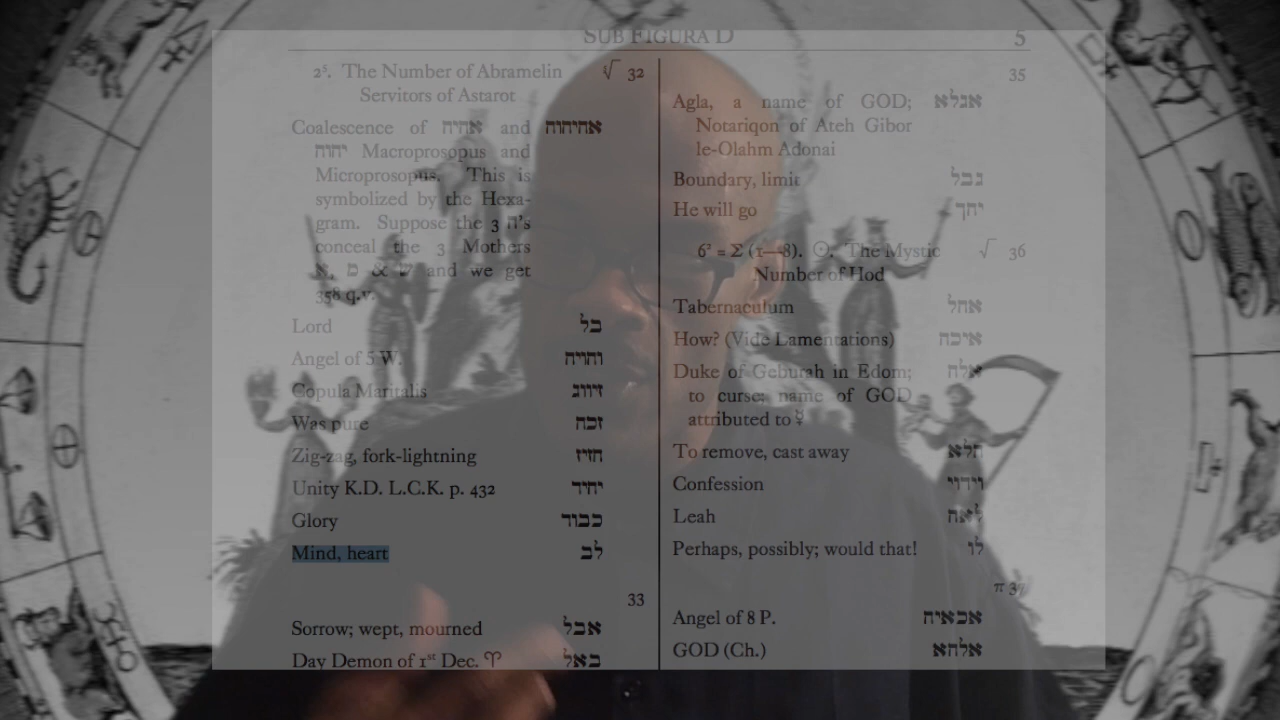 SUB FIGURA D 5
2⁵. The Number of Abramelin ⁵√ 32
Servitors of Astarot
Coalescence of אהיה and אהיהוה
יהוה Macroprosopus and
Microprosopus. This is
symbolized by the Hexa-
gram. Suppose the 3 ה's
conceal the 3 Mothers
and we get
358 q.v.
Lord בל
Angel of 5 W. והויה
Copula Maritalis זיווג
Was pure זכה
Zig-zag, fork-lightning חזיז
Unity K.D. L.C.K. p. 432 יחיד
Glory כבוד
Mind, heart לב
33
Sorrow; wept, mourned אבל
Day Demon of 1st Dec. ♈ באל
35
Agla, a name of GOD; אגלא
Notariqon of Ateh Gibor
le-Olahm Adonai
Boundary, limit גבל
He will go יהך
6² = Σ (1—8). ☉. The Mystic √ 36
Number of Hod
Tabernaculum אהל
How? (Vide Lamentations) איכה
Duke of Geburah in Edom; אלה
to curse; name of GOD
attributed to ☿
To remove, cast away הלא
Confession וידוי
Leah לאה
Perhaps, possibly; would that! לו
π 37
Angel of 8 P. אכאיה
GOD (Ch.) אלהא